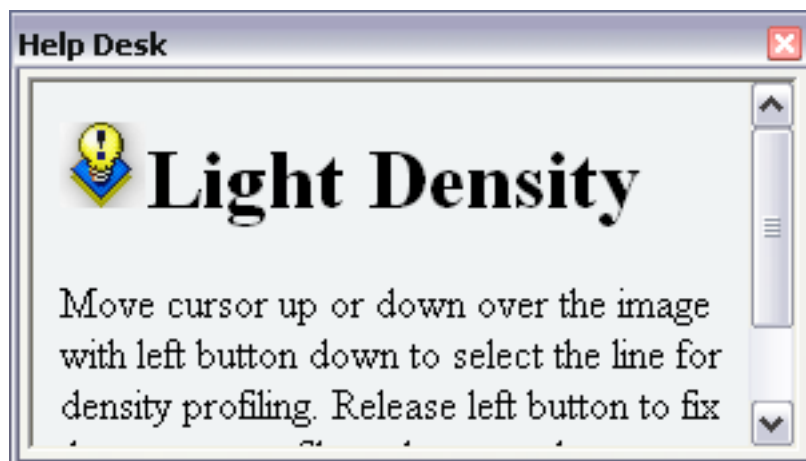 Help Desk
Light Density
Move cursor up or down over the image
with left button down to select the line for
density profiling. Release left button to fix